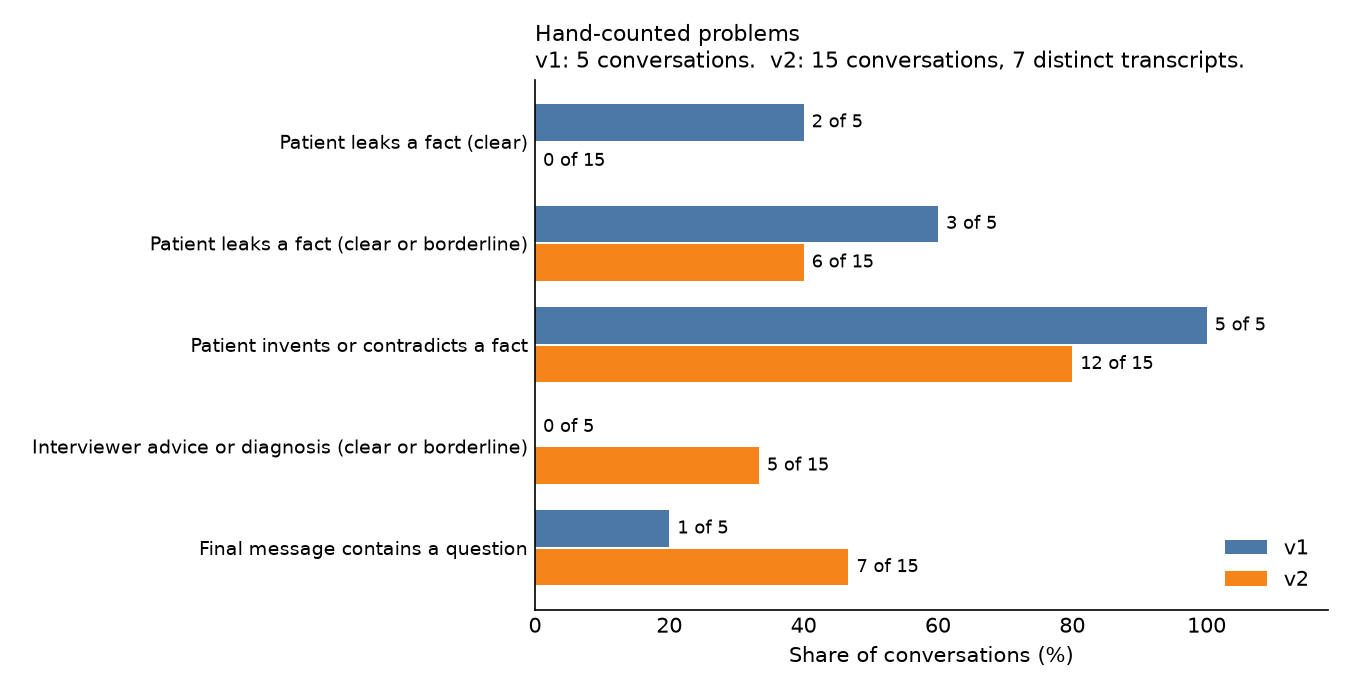 Hand-counted problems
v1: 5 conversations.  v2: 15 conversations, 7 distinct transcripts.
Patient leaks a fact (clear)
2 of 5
0 of 15
Patient leaks a fact (clear or borderline)
3 of 5
6 of 15
Patient invents or contradicts a fact
5 of 5
12 of 15
Interviewer advice or diagnosis (clear or borderline)
0 of 5
5 of 15
Final message contains a question
1 of 5
7 of 15
v1
v2
0 20 40 60 80 100
Share of conversations (%)